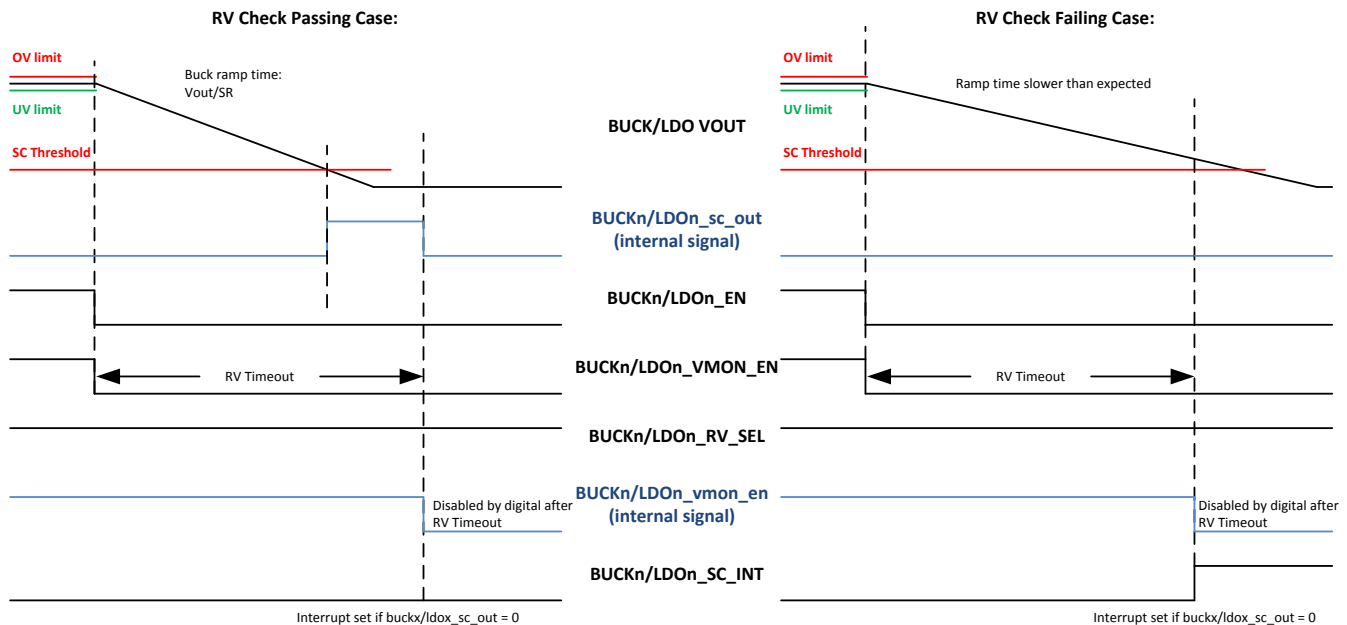 RV Check Passing Case:
RV Check Failing Case:
OV limit
Buck ramp time:
Vout/SR
UV limit
SC Threshold
OV limit
Ramp time slower than expected
UV limit
SC Threshold
BUCK/LDO VOUT
BUCKn/LDOn_sc_out
(internal signal)
BUCKn/LDOn_EN
BUCKn/LDOn_VMON_EN
RV Timeout
RV Timeout
BUCKn/LDOn_RV_SEL
BUCKn/LDOn_vmon_en
(internal signal)
Disabled by digital after
RV Timeout
Disabled by digital after
RV Timeout
BUCKn/LDOn_SC_INT
Interrupt set if buckx/ldox_sc_out = 0
Interrupt set if buckx/ldox_sc_out = 0